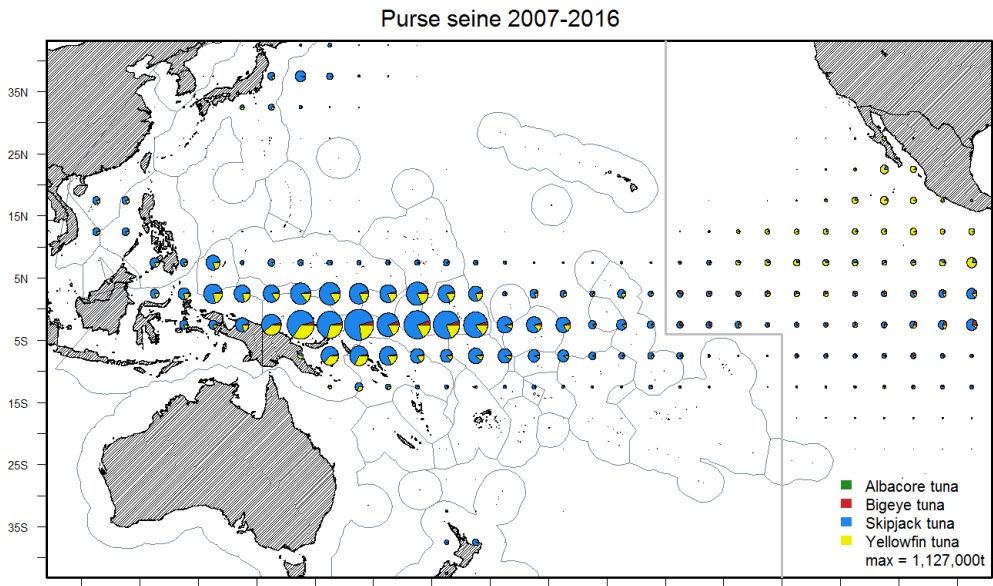 Purse seine 2007-2016
35N
25N
15N
5N
5S
15S
25S
35S
Albacore tuna
Bigeye tuna
Skipjack tuna
Yellowfin tuna
max = 1,127,000t